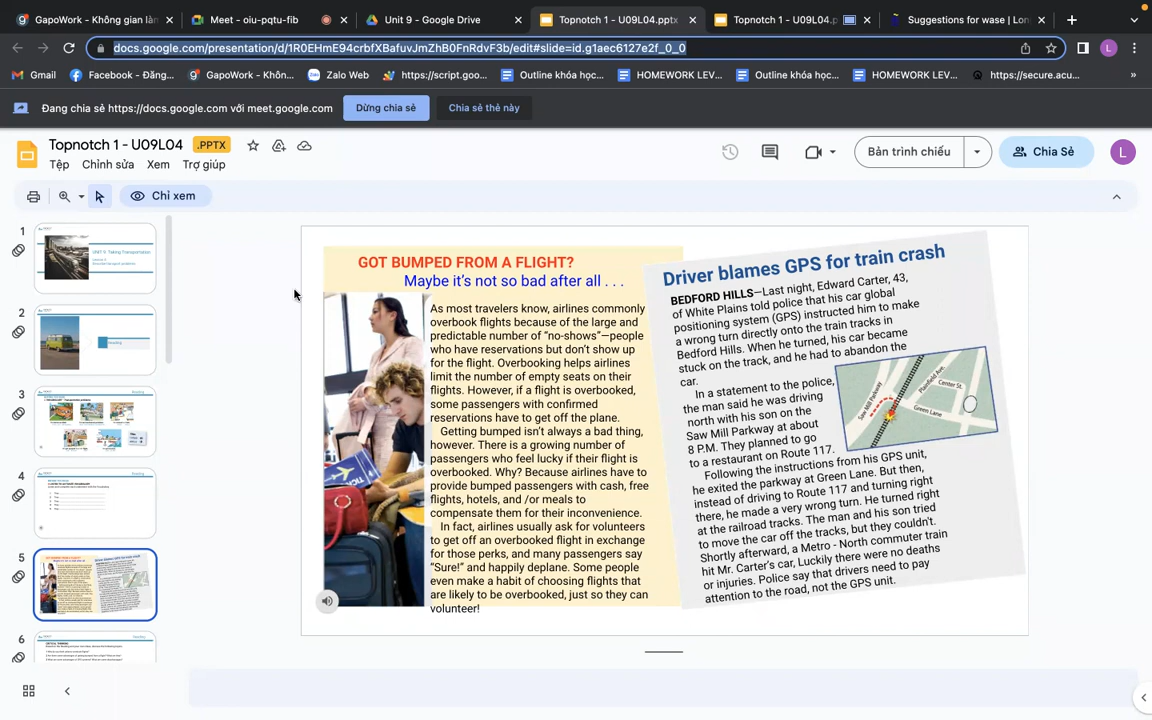 GapoWork - Không gian làn
Meet - oiu-pqtu-fib
Unit 9 - Google Drive
Topnotch 1 - U09L04.pptx
Topnotch 1 - U09L04.p
Suggestions for wase | Lon
docs.google.com/presentation/d/1R0EHmE94crbfXBafuvJmZhB0FnRdvF3b/edit#slide=id.g1aec6127e2f_0_0
L
Gmail
Facebook - Đăng...
GapoWork - Khôn...
Zalo Web
https://script.goo...
Outline khóa học...
HOMEWORK LEV...
Outline khóa học...
HOMEWORK LEV...
https://secure.acu...
»
Đang chia sẻ https://docs.google.com với meet.google.com
Dừng chia sẻ
Chia sẻ thẻ này
Topnotch 1 - U09L04
.PPTX
Tệp
Chỉnh sửa
Xem
Trợ giúp
Bản trình chiếu
Chia Sẻ
L
Chỉ xem
1
2
3
4
5
6
GOT BUMPED FROM A FLIGHT?
Maybe it's not so bad after all . . .
As most travelers know, airlines commonly
overbook flights because of the large and
predictable number of "no-shows"—people
who have reservations but don't show up
for the flight. Overbooking helps airlines
limit the number of empty seats on their
flights. However, if a flight is overbooked,
some passengers with confirmed
reservations have to get off the plane.
Getting bumped isn't always a bad thing,
however. There is a growing number of
passengers who feel lucky if their flight is
overbooked. Why? Because airlines have to
provide bumped passengers with cash, free
flights, hotels, and /or meals to
compensate them for their inconvenience.
In fact, airlines usually ask for volunteers
to get off an overbooked flight in exchange
for those perks, and many passengers say
"Sure!" and happily deplane. Some people
even make a habit of choosing flights that
are likely to be overbooked, just so they can
volunteer!
TICKET
Driver blames GPS for train crash
BEDFORD HILLS—Last night, Edward Carter, 43,
of White Plains told police that his car global
positioning system (GPS) instructed him to make
a wrong turn directly onto the train tracks in
Bedford Hills. When he turned, his car became
stuck on the track, and he had to abandon the
car.
In a statement to the police,
the man said he was driving
north with his son on the
Saw Mill Parkway at about
8 P.M. They planned to go
to a restaurant on Route 117.
Following the instructions from his GPS unit,
he exited the parkway at Green Lane. But then,
instead of driving to Route 117 and turning right
there, he made a very wrong turn. He turned right
at the railroad tracks. The man and his son tried
to move the car off the tracks, but they couldn't.
Shortly afterward, a Metro - North commuter train
hit Mr. Carter's car, Luckily there were no deaths
or injuries. Police say that drivers need to pay
attention to the road, not the GPS unit.
Saw Mill Parkway
Plainfield Ave.
Center St.
Green Lane